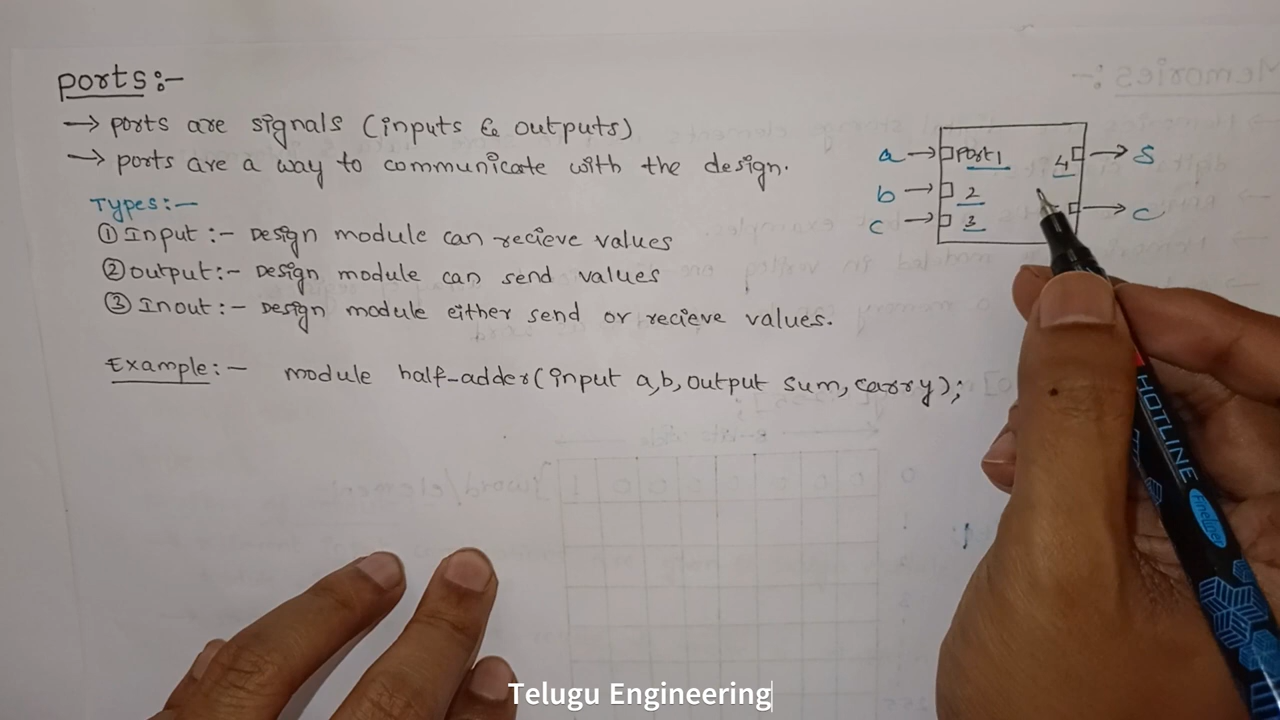 Ports:-
→ ports are signals (inputs & outputs)
→ ports are a way to communicate with the design.
Types:-
① Input :- Design module can recieve values
② output:- Design module can send values
③ Inout :- Design module either send or recieve values.
Example:- module half-adder(input a,b,output sum,carry);
a → Port1 4 → S
b → 2
c → 3 → C
HOTLINE
Fineliner
Telugu Engineering